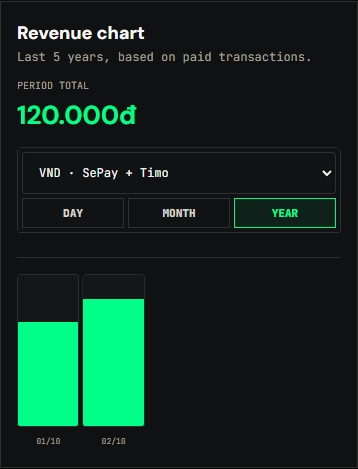 Revenue chart
Last 5 years, based on paid transactions.
PERIOD TOTAL
120.000đ
VND · SePay + Timo
DAY MONTH YEAR
01/10 02/10